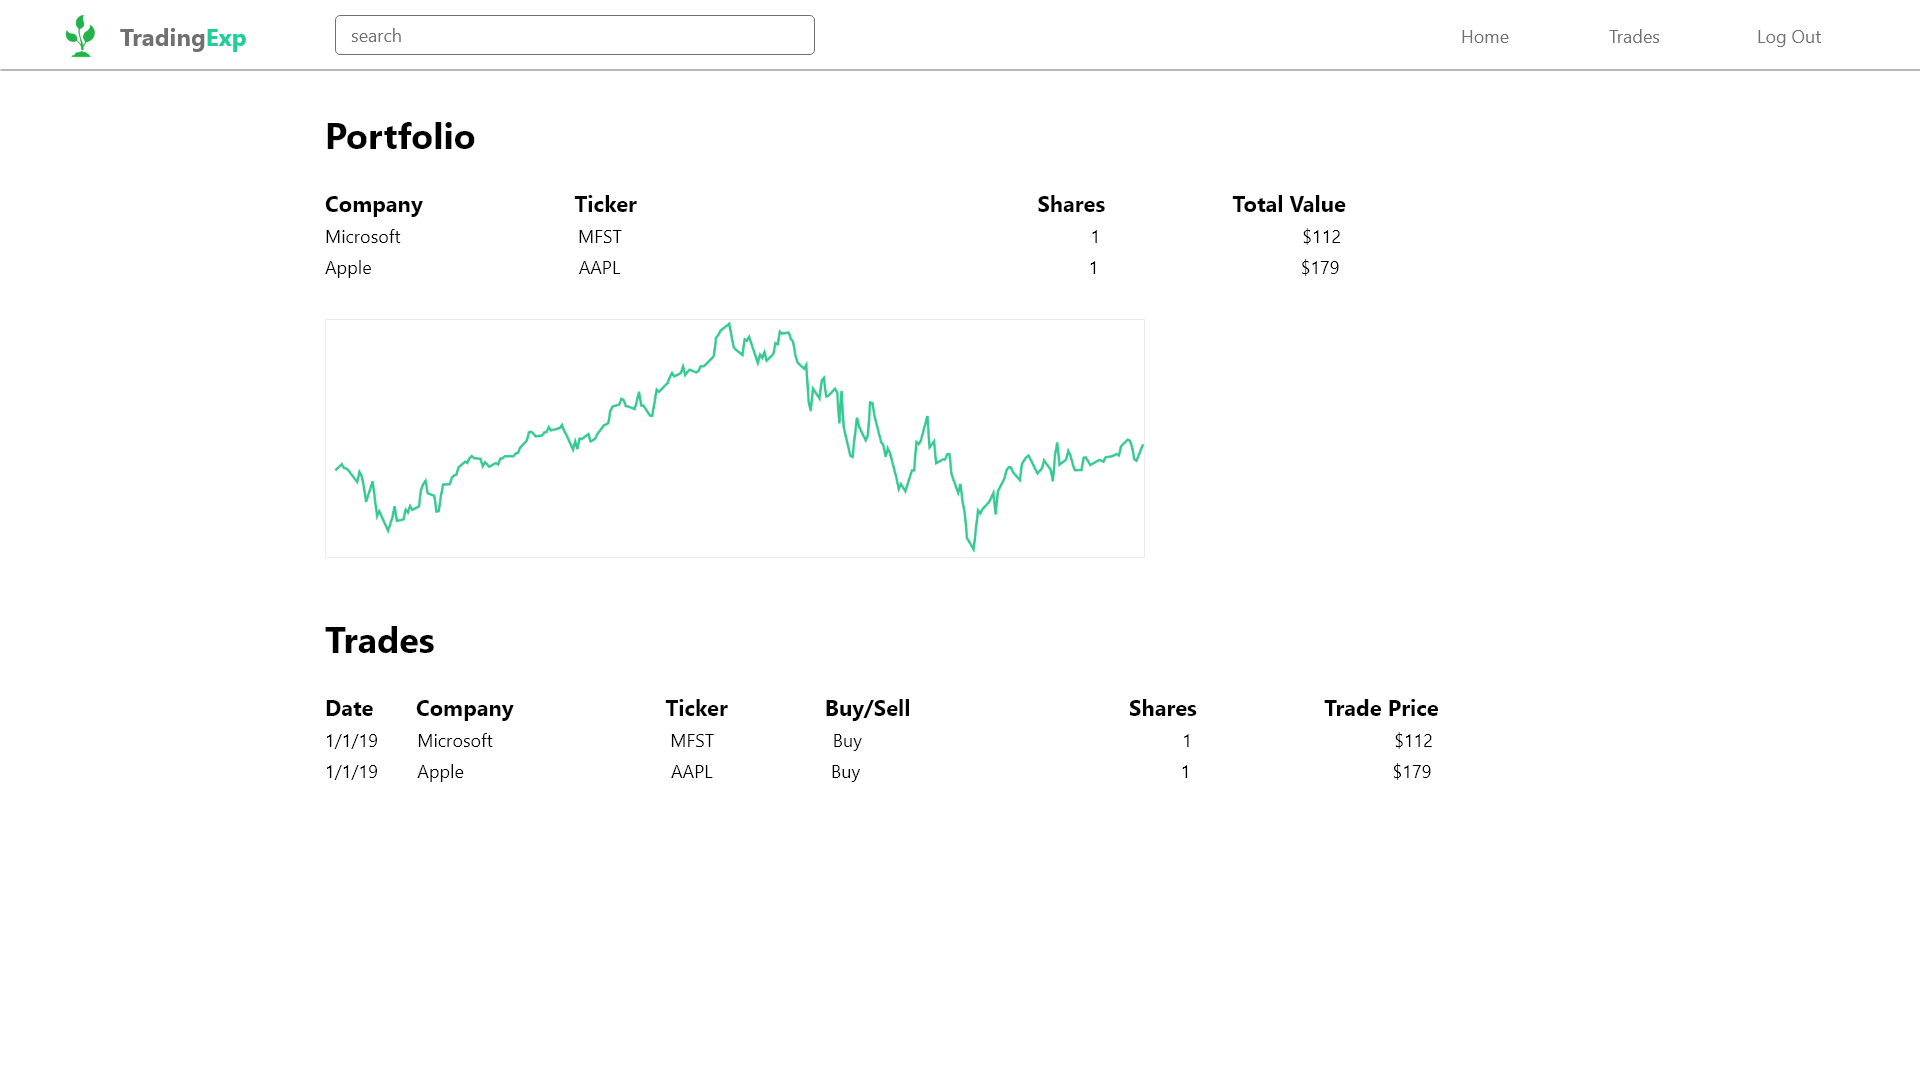 TradingExp search Home Trades Log Out
Portfolio
Company Ticker Shares Total Value
Microsoft MFST 1 $112
Apple AAPL 1 $179
Trades
Date Company Ticker Buy/Sell Shares Trade Price
1/1/19 Microsoft MFST Buy 1 $112
1/1/19 Apple AAPL Buy 1 $179